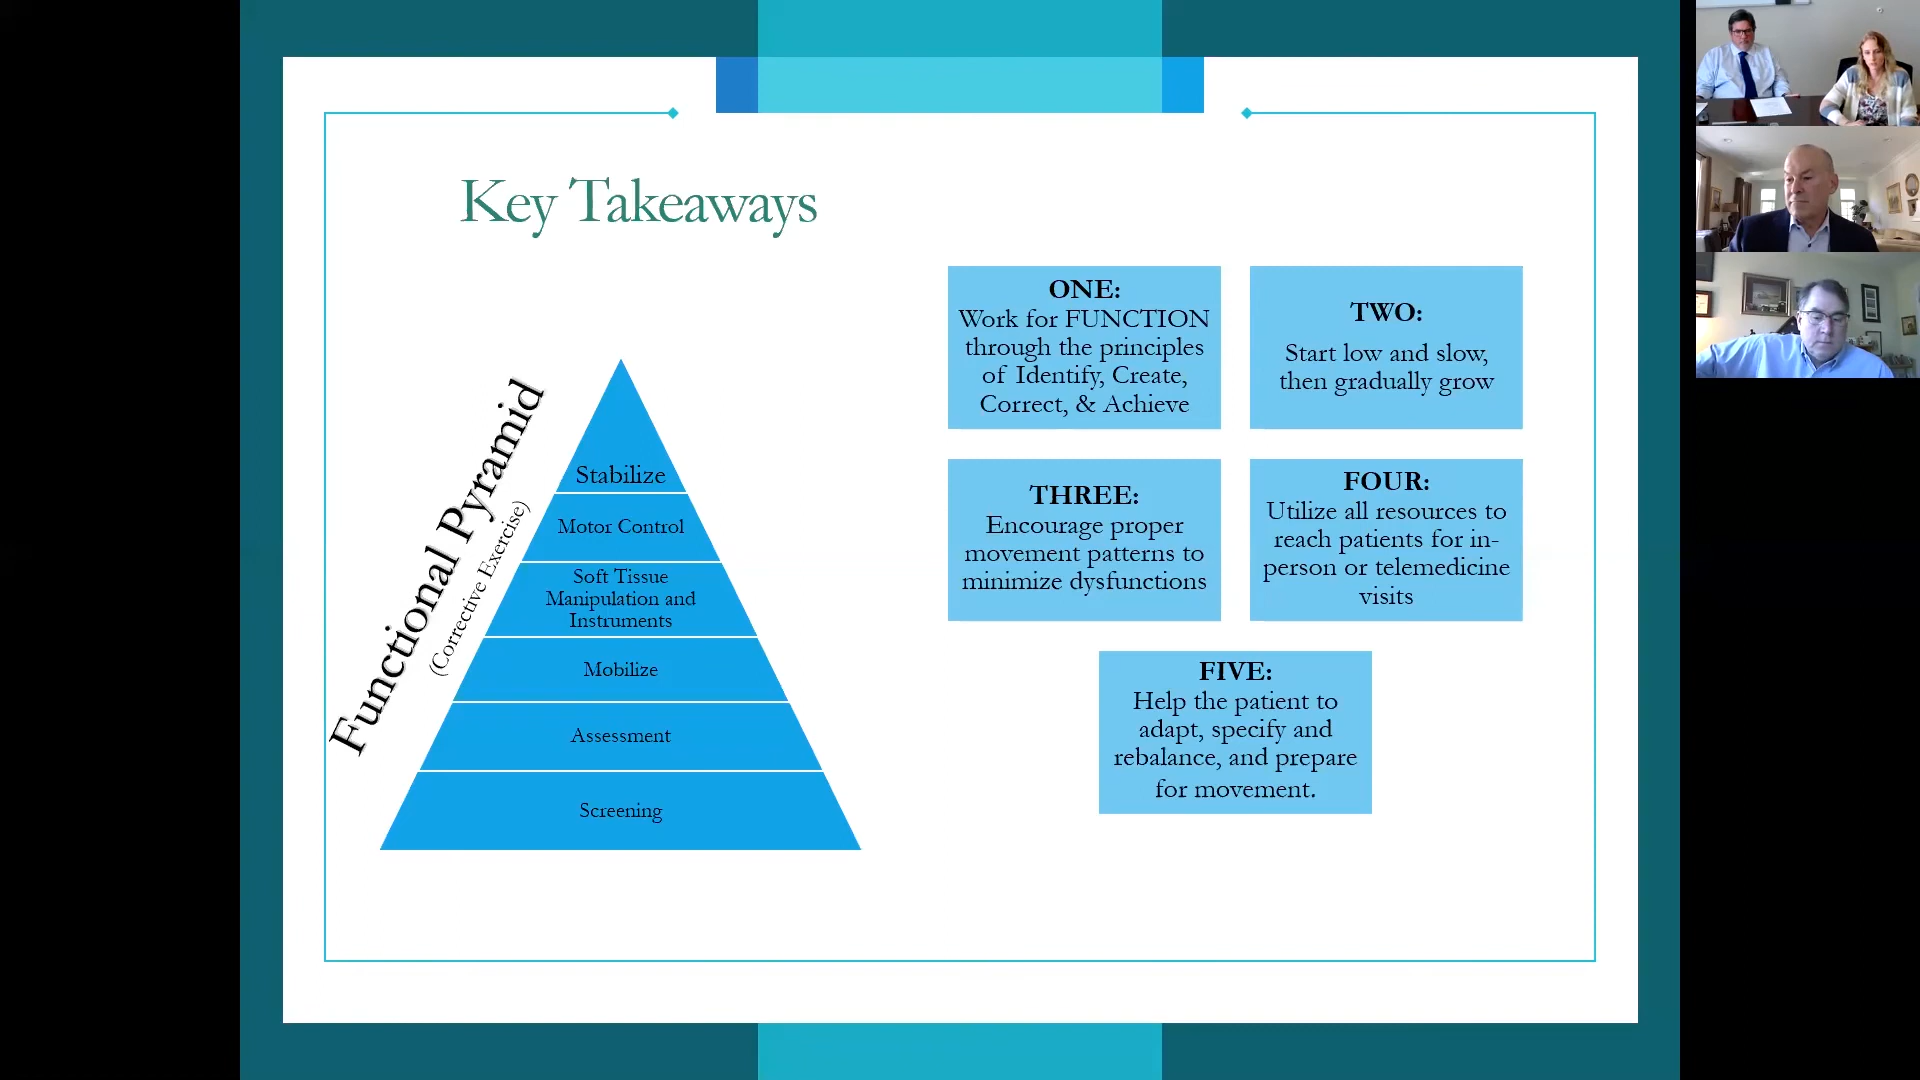 Key Takeaways
Functional Pyramid
(Corrective Exercise)
Stabilize
Motor Control
Soft Tissue
Manipulation and
Instruments
Mobilize
Assessment
Screening
ONE:
Work for FUNCTION
through the principles
of Identify, Create,
Correct, & Achieve
TWO:
Start low and slow,
then gradually grow
THREE:
Encourage proper
movement patterns to
minimize dysfunctions
FOUR:
Utilize all resources to
reach patients for in-
person or telemedicine
visits
FIVE:
Help the patient to
adapt, specify and
rebalance, and prepare
for movement.